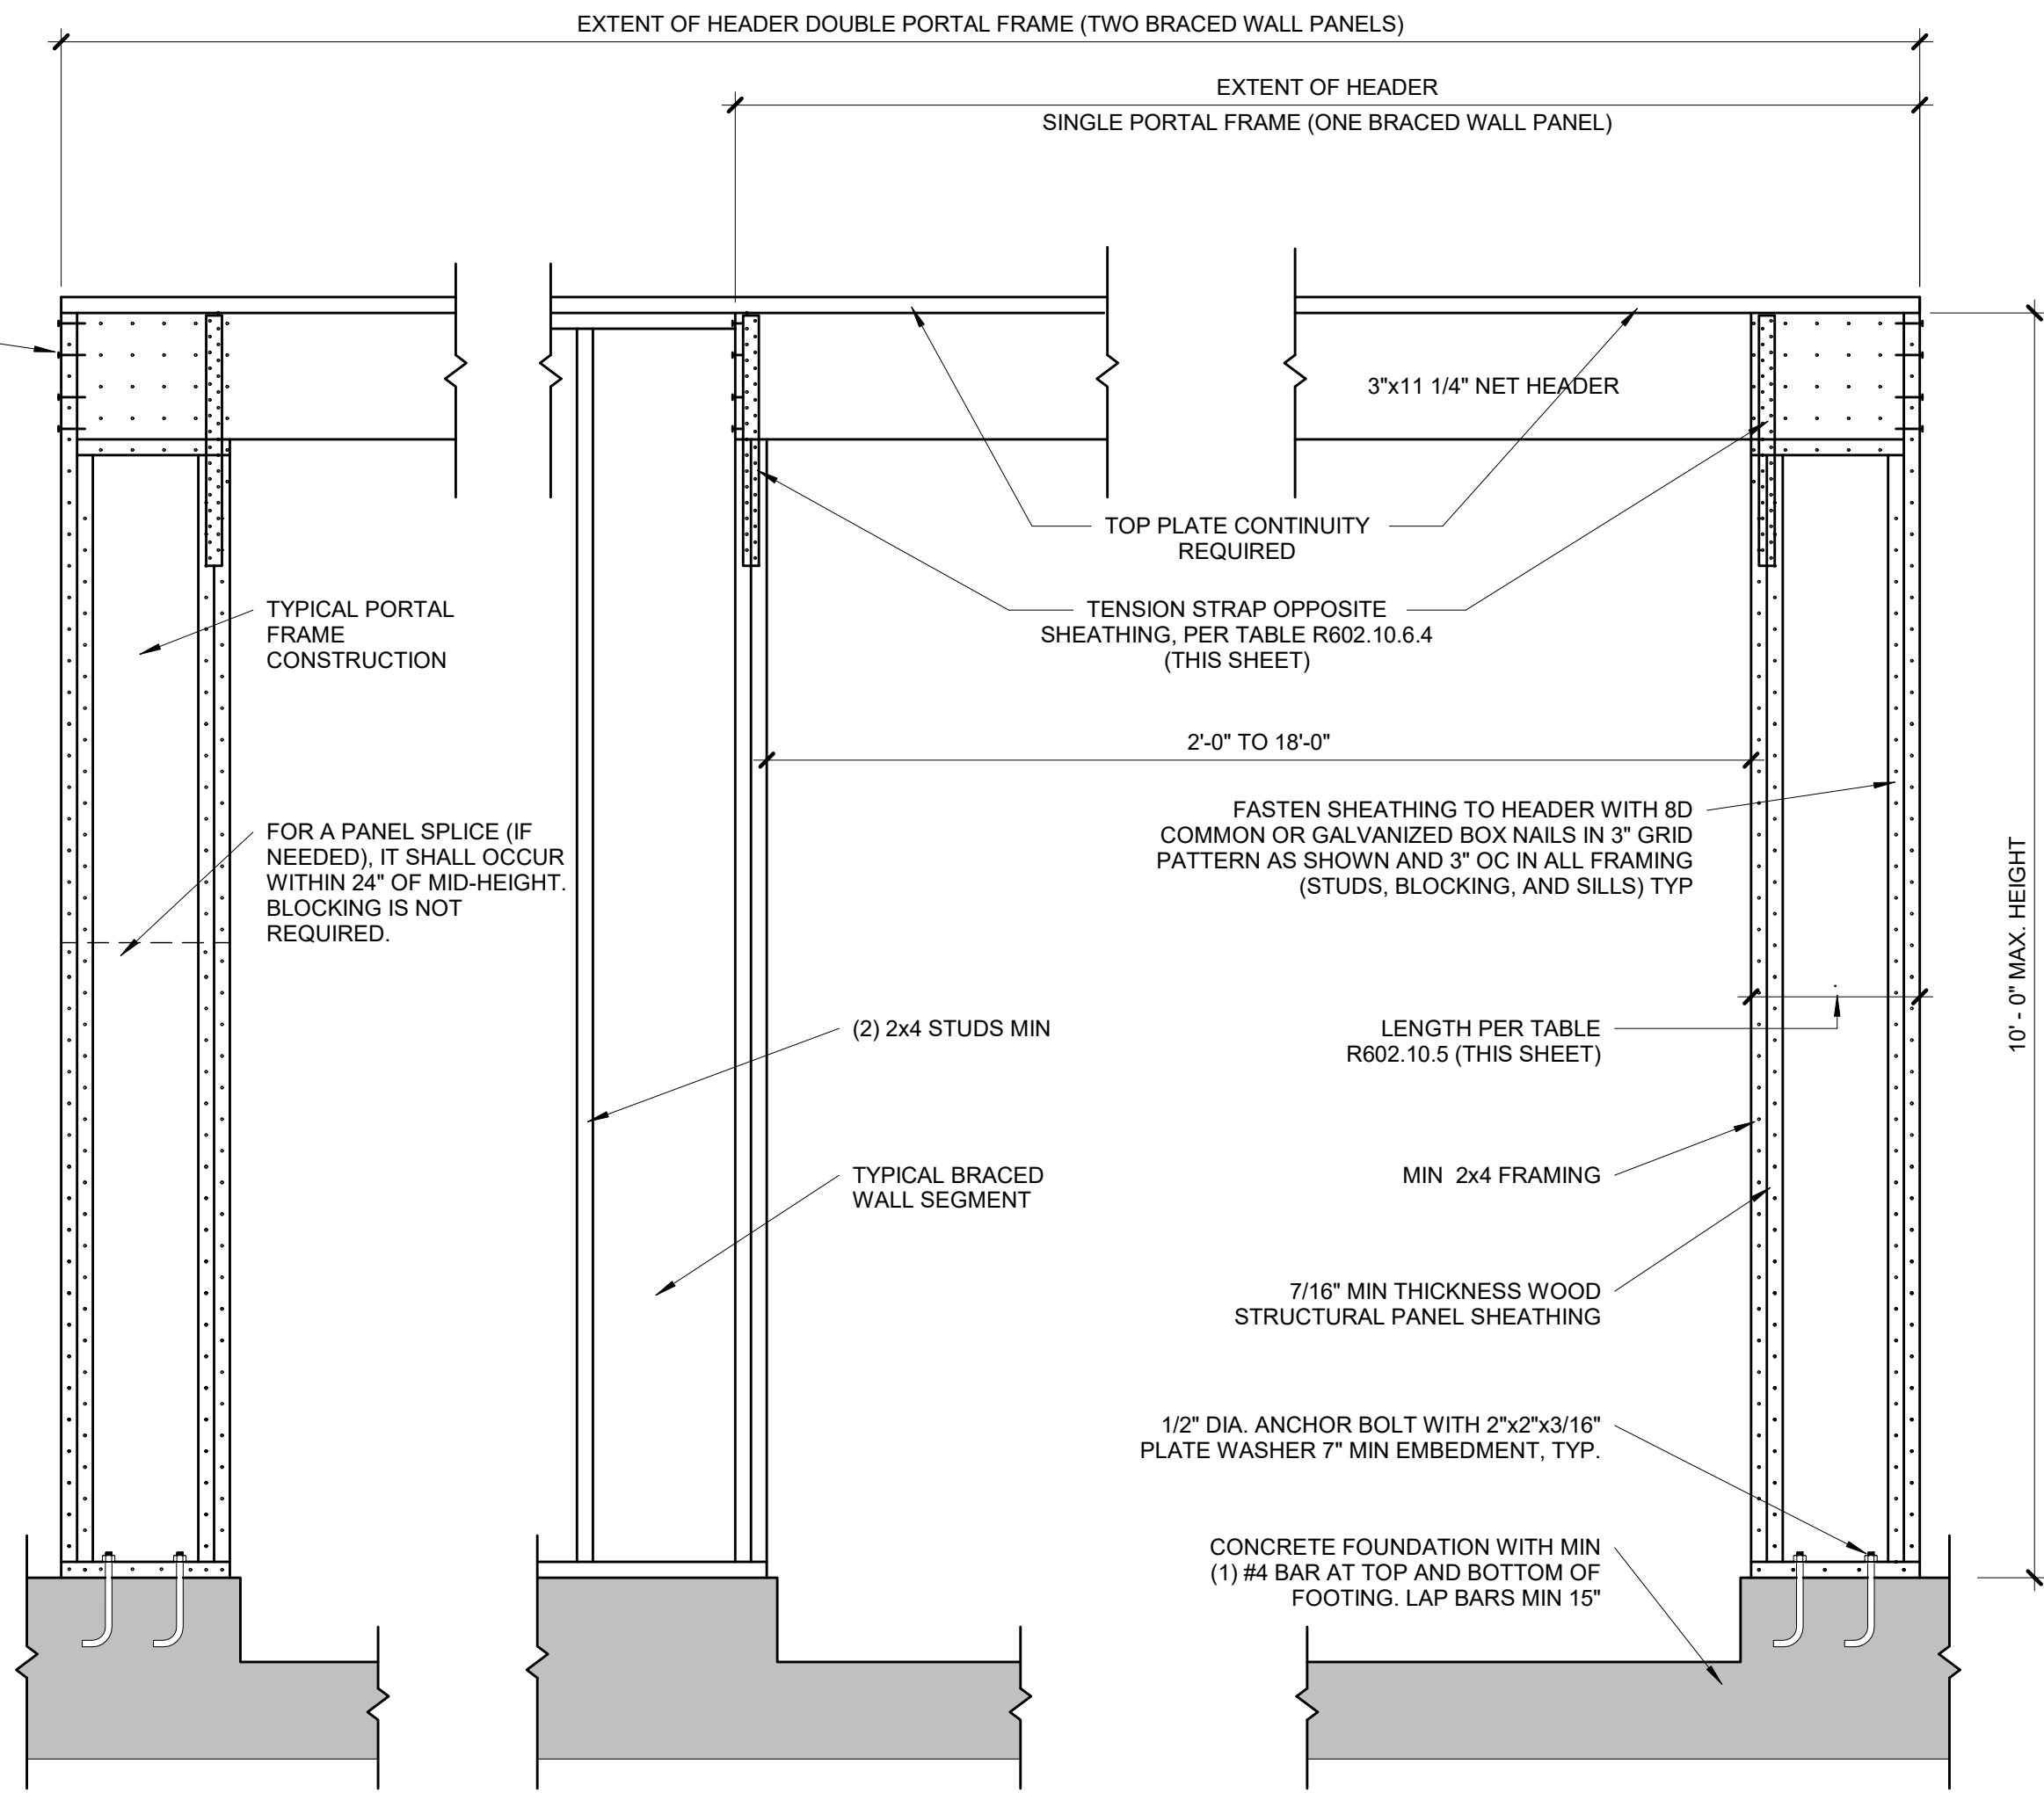 EXTENT OF HEADER DOUBLE PORTAL FRAME (TWO BRACED WALL PANELS)
EXTENT OF HEADER
SINGLE PORTAL FRAME (ONE BRACED WALL PANEL)
3"x11 1/4" NET HEADER
TOP PLATE CONTINUITY
REQUIRED
TENSION STRAP OPPOSITE
SHEATHING, PER TABLE R602.10.6.4
(THIS SHEET)
TYPICAL PORTAL
FRAME
CONSTRUCTION
2'-0" TO 18'-0"
FOR A PANEL SPLICE (IF
NEEDED), IT SHALL OCCUR
WITHIN 24" OF MID-HEIGHT.
BLOCKING IS NOT
REQUIRED.
FASTEN SHEATHING TO HEADER WITH 8D
COMMON OR GALVANIZED BOX NAILS IN 3" GRID
PATTERN AS SHOWN AND 3" OC IN ALL FRAMING
(STUDS, BLOCKING, AND SILLS) TYP
10' - 0" MAX. HEIGHT
(2) 2x4 STUDS MIN
LENGTH PER TABLE
R602.10.5 (THIS SHEET)
TYPICAL BRACED
WALL SEGMENT
MIN 2x4 FRAMING
7/16" MIN THICKNESS WOOD
STRUCTURAL PANEL SHEATHING
1/2" DIA. ANCHOR BOLT WITH 2"x2"x3/16"
PLATE WASHER 7" MIN EMBEDMENT, TYP.
CONCRETE FOUNDATION WITH MIN
(1) #4 BAR AT TOP AND BOTTOM OF
FOOTING. LAP BARS MIN 15"